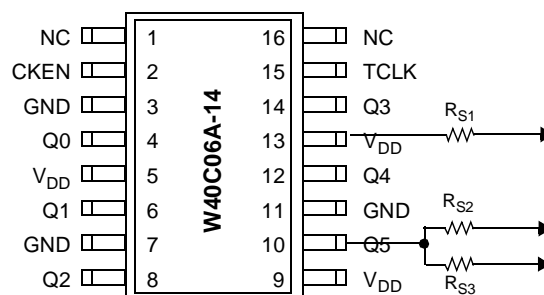 NC 1 16 NC
CKEN 2 15 TCLK
GND 3 14 Q3
Q0 4 13 VDD RS1
VDD 5 12 Q4
Q1 6 11 GND
GND 7 10 Q5 RS2
Q2 8 9 VDD RS3
W40C06A-14